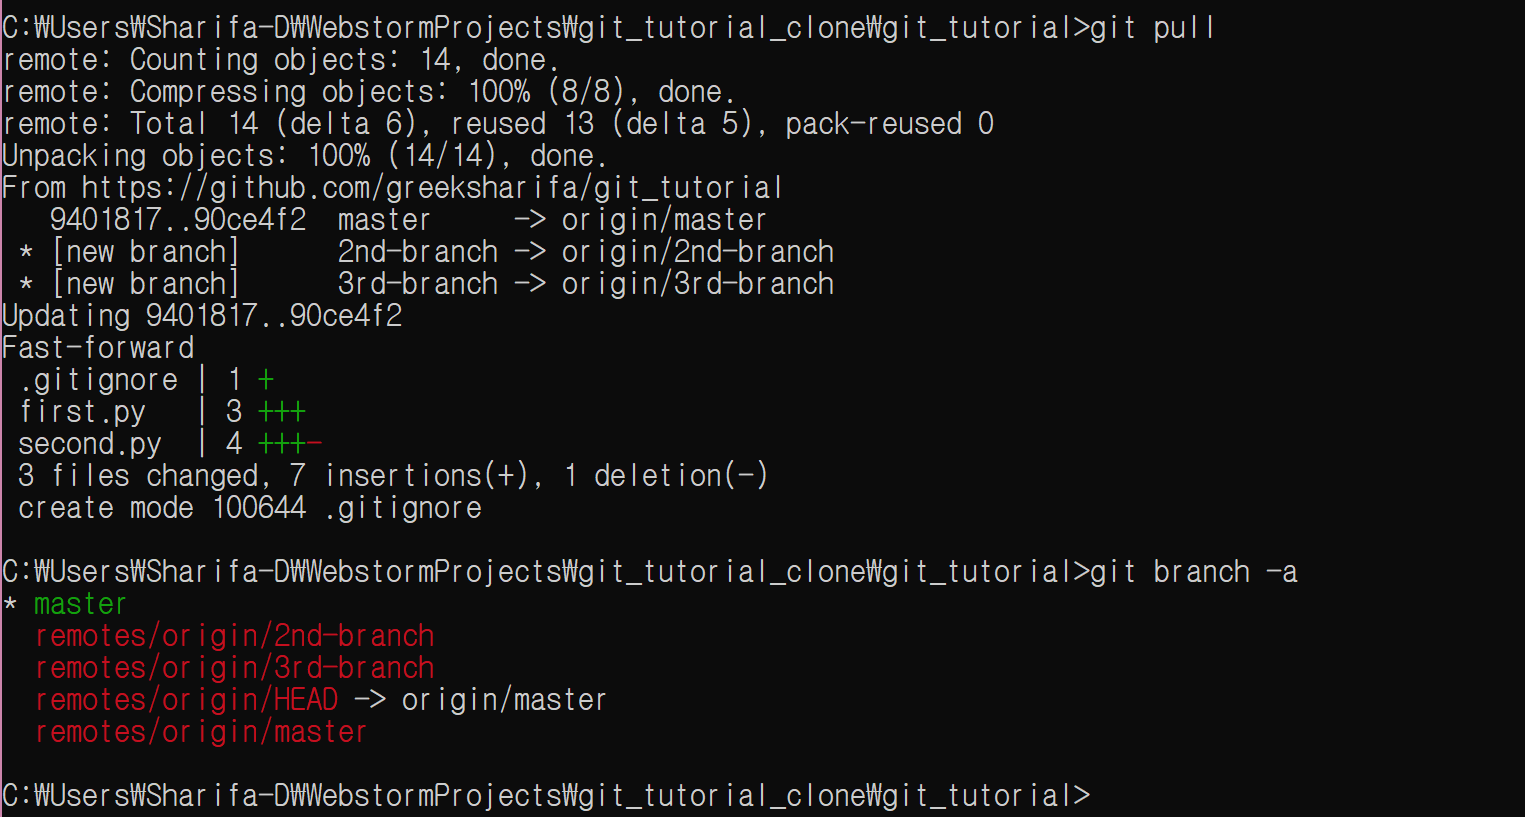 C:₩Users₩Sharifa-D₩WebstormProjects₩git_tutorial_clone₩git_tutorial>git pull
remote: Counting objects: 14, done.
remote: Compressing objects: 100% (8/8), done.
remote: Total 14 (delta 6), reused 13 (delta 5), pack-reused 0
Unpacking objects: 100% (14/14), done.
From https://github.com/greeksharifa/git_tutorial
   9401817..90ce4f2  master     -> origin/master
 * [new branch]      2nd-branch -> origin/2nd-branch
 * [new branch]      3rd-branch -> origin/3rd-branch
Updating 9401817..90ce4f2
Fast-forward
 .gitignore | 1 +
 first.py   | 3 +++
 second.py  | 4 +++-
 3 files changed, 7 insertions(+), 1 deletion(-)
 create mode 100644 .gitignore
C:₩Users₩Sharifa-D₩WebstormProjects₩git_tutorial_clone₩git_tutorial>git branch -a
* master
  remotes/origin/2nd-branch
  remotes/origin/3rd-branch
  remotes/origin/HEAD -> origin/master
  remotes/origin/master
C:₩Users₩Sharifa-D₩WebstormProjects₩git_tutorial_clone₩git_tutorial>